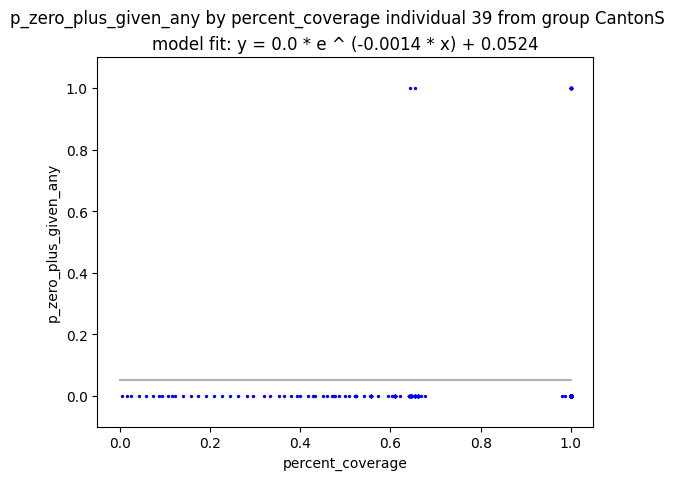 p_zero_plus_given_any by percent_coverage individual 39 from group CantonS
model fit: y = 0.0 * e ^ (-0.0014 * x) + 0.0524
1.0
0.8
0.6
0.4
0.2
0.0
p_zero_plus_given_any
0.0 0.2 0.4 0.6 0.8 1.0
percent_coverage